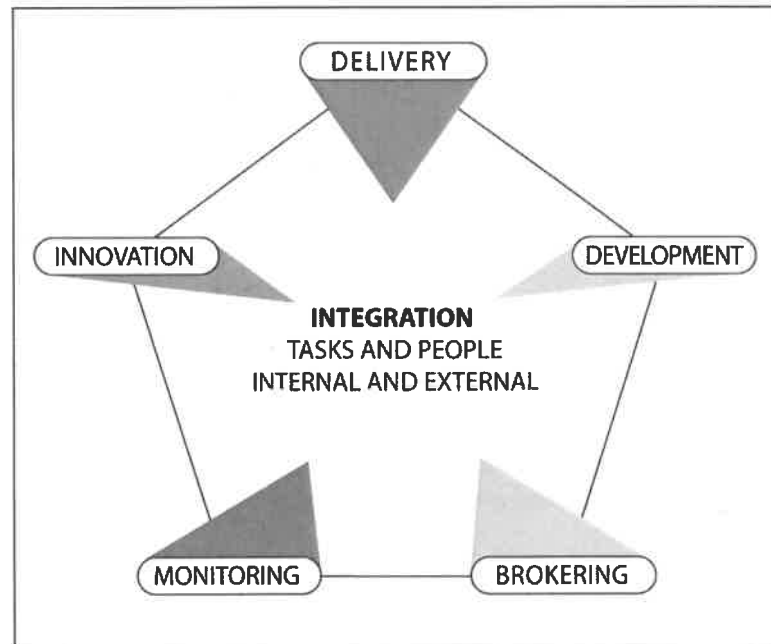 DELIVERY
INNOVATION
DEVELOPMENT
INTEGRATION
TASKS AND PEOPLE
INTERNAL AND EXTERNAL
MONITORING
BROKERING